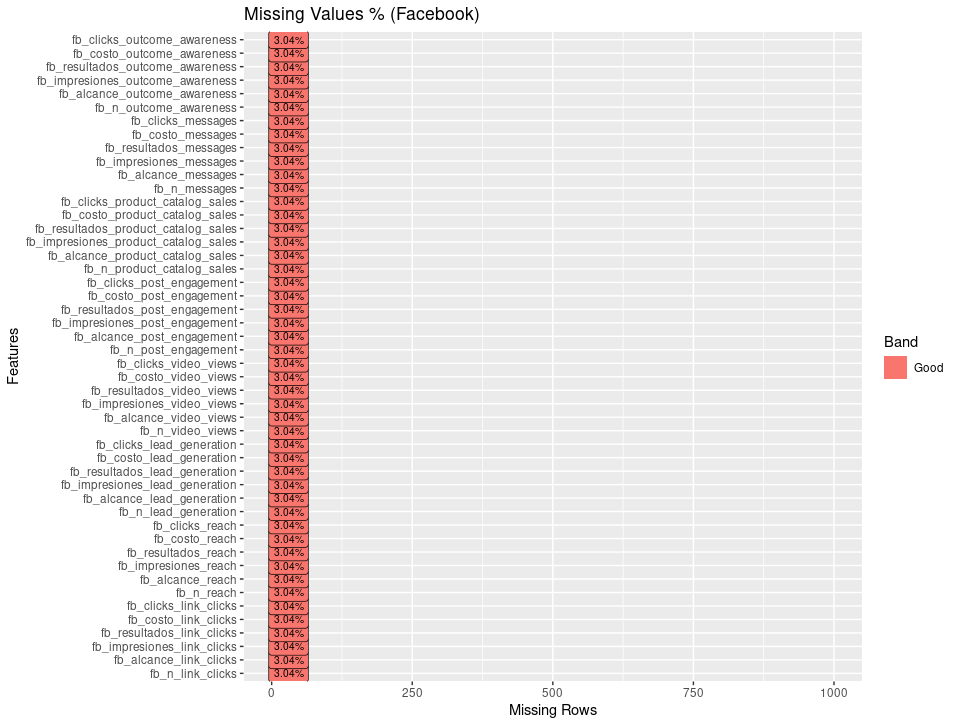 Missing Values % (Facebook)
fb_clicks_outcome_awareness 3.04%
fb_costo_outcome_awareness 3.04%
fb_resultados_outcome_awareness 3.04%
fb_impresiones_outcome_awareness 3.04%
fb_alcance_outcome_awareness 3.04%
fb_n_outcome_awareness 3.04%
fb_clicks_messages 3.04%
fb_costo_messages 3.04%
fb_resultados_messages 3.04%
fb_impresiones_messages 3.04%
fb_alcance_messages 3.04%
fb_n_messages 3.04%
fb_clicks_product_catalog_sales 3.04%
fb_costo_product_catalog_sales 3.04%
fb_resultados_product_catalog_sales 3.04%
fb_impresiones_product_catalog_sales 3.04%
fb_alcance_product_catalog_sales 3.04%
fb_n_product_catalog_sales 3.04%
fb_clicks_post_engagement 3.04%
fb_costo_post_engagement 3.04%
fb_resultados_post_engagement 3.04%
fb_impresiones_post_engagement 3.04%
fb_alcance_post_engagement 3.04%
fb_n_post_engagement 3.04%
fb_clicks_video_views 3.04%
fb_costo_video_views 3.04%
fb_resultados_video_views 3.04%
fb_impresiones_video_views 3.04%
fb_alcance_video_views 3.04%
fb_n_video_views 3.04%
fb_clicks_lead_generation 3.04%
fb_costo_lead_generation 3.04%
fb_resultados_lead_generation 3.04%
fb_impresiones_lead_generation 3.04%
fb_alcance_lead_generation 3.04%
fb_n_lead_generation 3.04%
fb_clicks_reach 3.04%
fb_costo_reach 3.04%
fb_resultados_reach 3.04%
fb_impresiones_reach 3.04%
fb_alcance_reach 3.04%
fb_n_reach 3.04%
fb_clicks_link_clicks 3.04%
fb_costo_link_clicks 3.04%
fb_resultados_link_clicks 3.04%
fb_impresiones_link_clicks 3.04%
fb_alcance_link_clicks 3.04%
fb_n_link_clicks 3.04%
0 250 500 750 1000
Missing Rows
Features
Band
Good